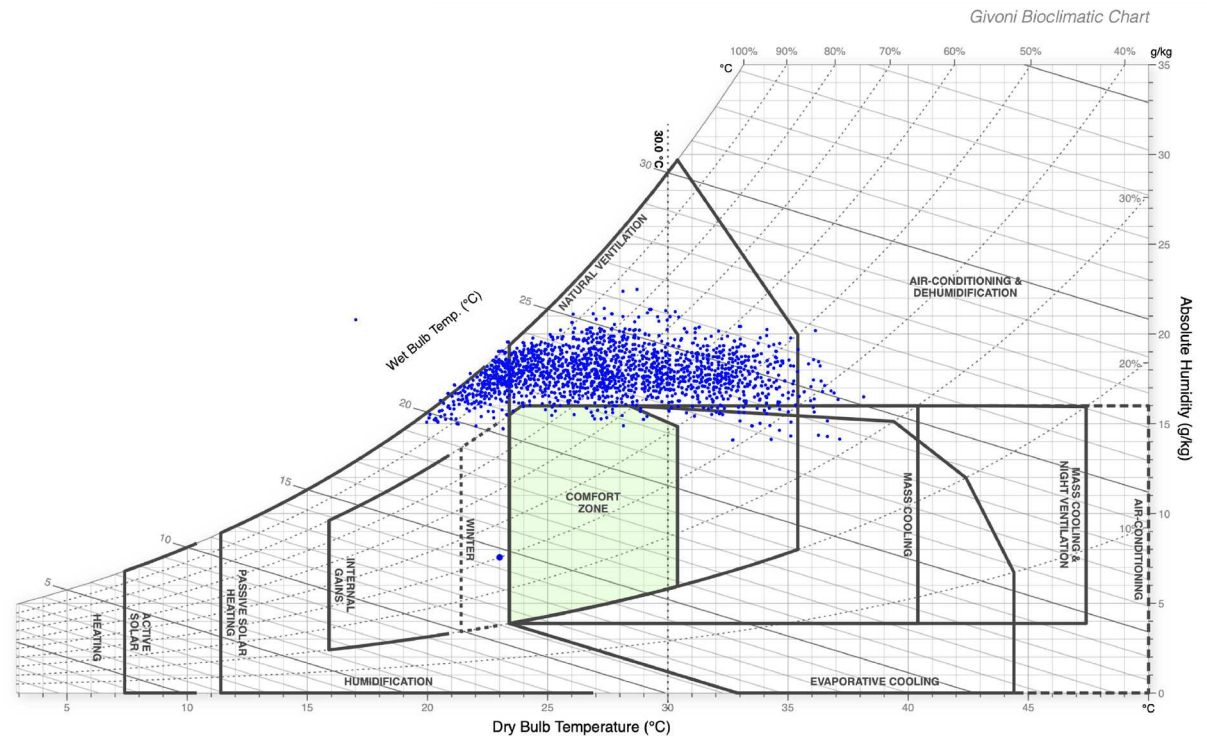 Givoni Bioclimatic Chart
100% 90% 80% 70% 60% 50% 40% g/kg
°C
35
30.0 °C
30
30
30%
NATURAL VENTILATION
25
AIR-CONDITIONING &
DEHUMIDIFICATION
Wet Bulb Temp. (°C)
25
20
20%
Absolute Humidity (g/kg)
20
15
15
COMFORT
ZONE
WINTER
MASS COOLING
MASS COOLING &
NIGHT VENTILATION
AIR-CONDITIONING
10
10%
10
5
5
HEATING
ACTIVE
SOLAR
PASSIVE SOLAR
HEATING
INTERNAL
GAINS
HUMIDIFICATION
EVAPORATIVE COOLING
0
5 10 15 20 25 30 35 40 45 °C
Dry Bulb Temperature (°C)